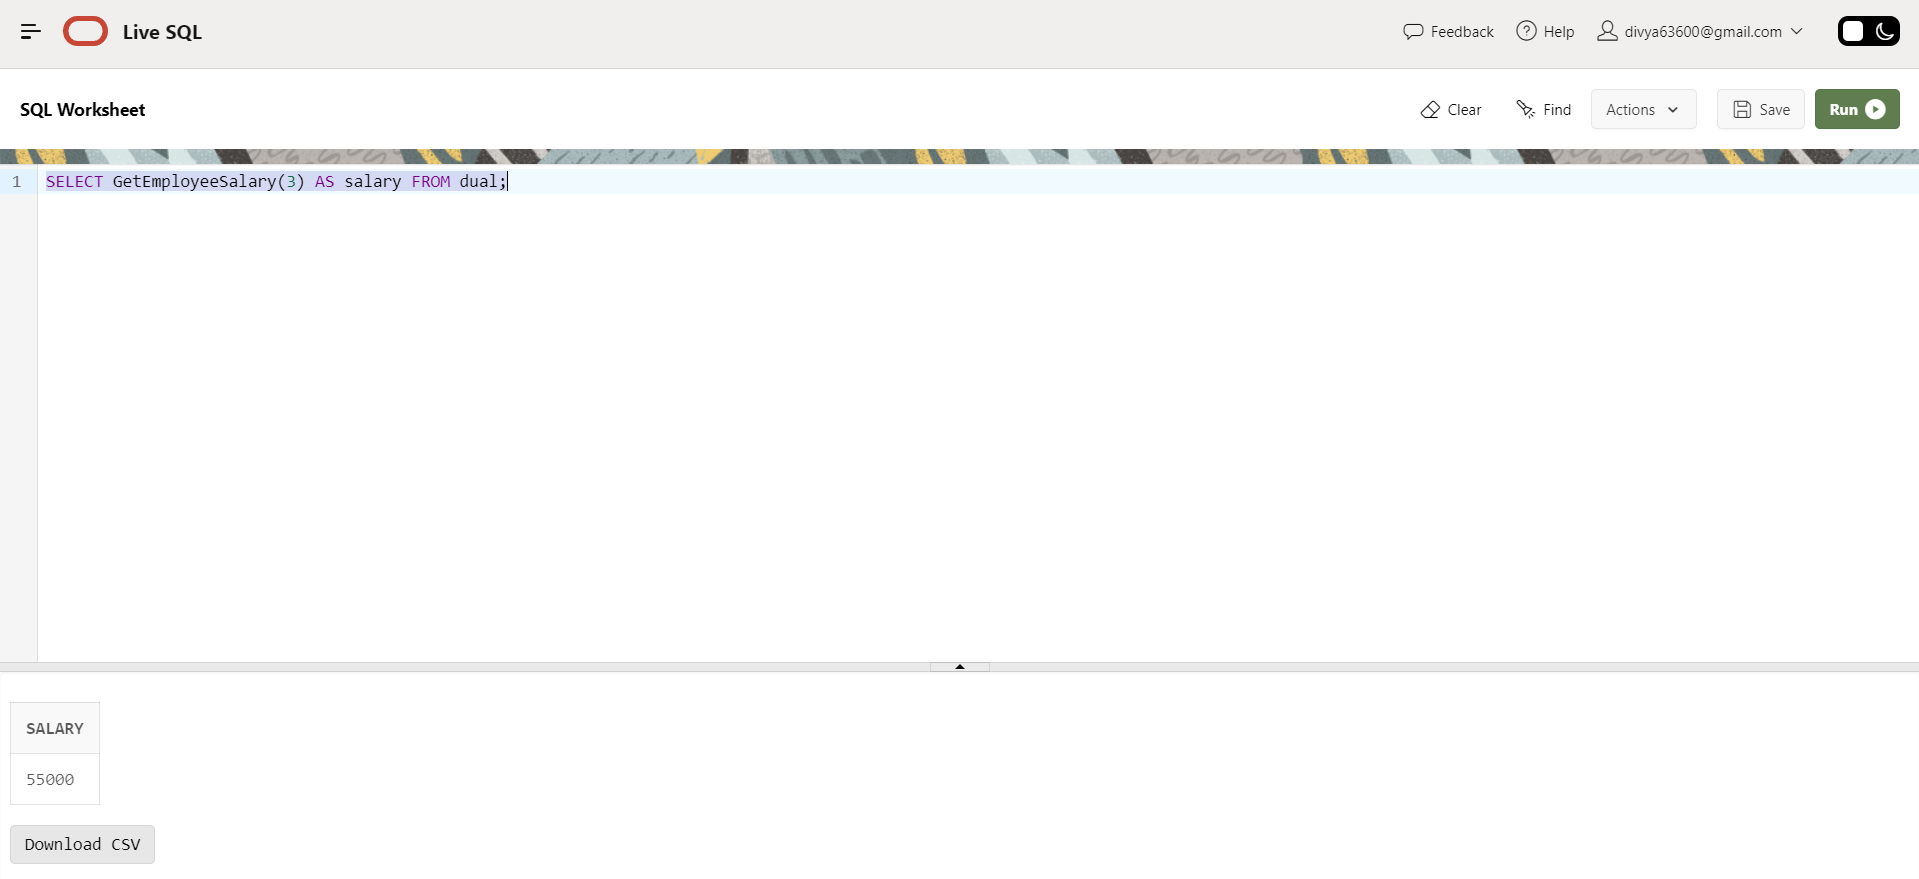 Live SQL
Feedback
Help
divya63600@gmail.com
SQL Worksheet
Clear
Find
Actions
Save
Run
1
SELECT GetEmployeeSalary(3) AS salary FROM dual;
SALARY
55000
Download CSV